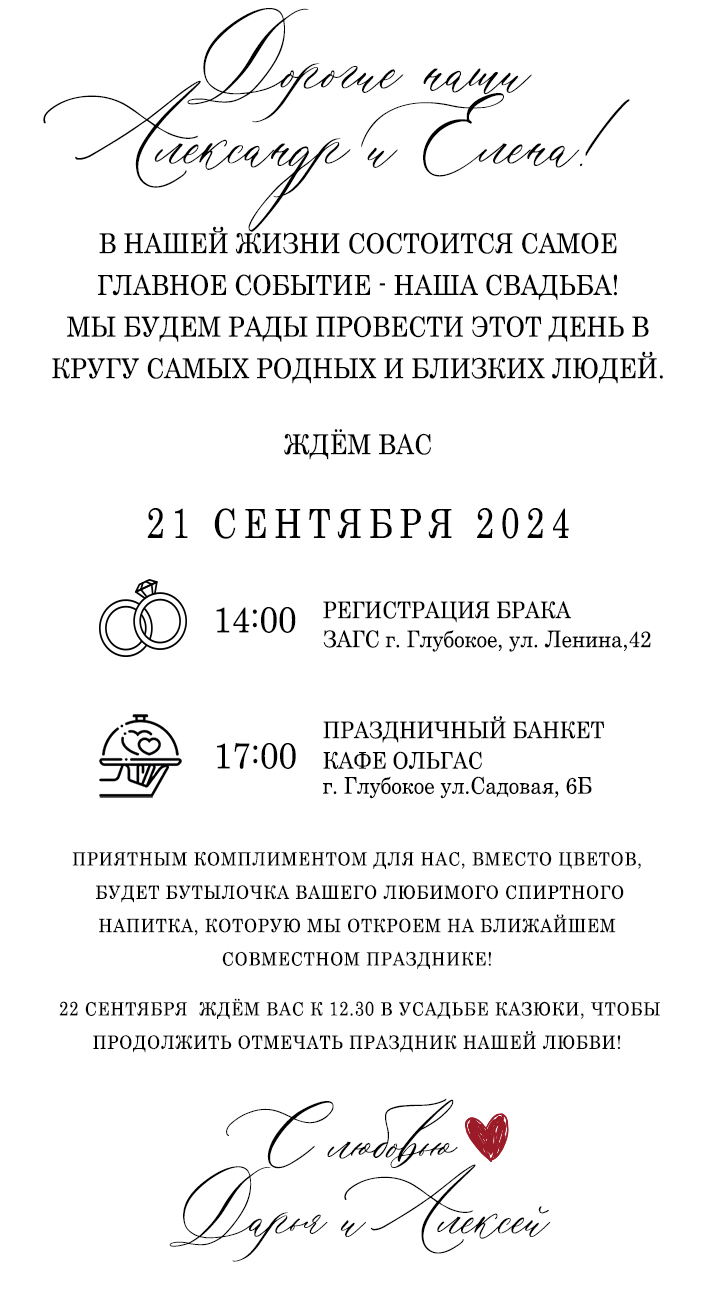 Дорогие наши
Александр и Елена!
В НАШЕЙ ЖИЗНИ СОСТОИТСЯ САМОЕ
ГЛАВНОЕ СОБЫТИЕ - НАША СВАДЬБА!
МЫ БУДЕМ РАДЫ ПРОВЕСТИ ЭТОТ ДЕНЬ В
КРУГУ САМЫХ РОДНЫХ И БЛИЗКИХ ЛЮДЕЙ.
ЖДЁМ ВАС
21 СЕНТЯБРЯ 2024
14:00
РЕГИСТРАЦИЯ БРАКА
ЗАГС г. Глубокое, ул. Ленина,42
17:00
ПРАЗДНИЧНЫЙ БАНКЕТ
КАФЕ ОЛЬГАС
г. Глубокое ул.Садовая, 6Б
ПРИЯТНЫМ КОМПЛИМЕНТОМ ДЛЯ НАС, ВМЕСТО ЦВЕТОВ,
БУДЕТ БУТЫЛОЧКА ВАШЕГО ЛЮБИМОГО СПИРТНОГО
НАПИТКА, КОТОРУЮ МЫ ОТКРОЕМ НА БЛИЖАЙШЕМ
СОВМЕСТНОМ ПРАЗДНИКЕ!
22 СЕНТЯБРЯ ЖДЁМ ВАС К 12.30 В УСАДЬБЕ КАЗЮКИ, ЧТОБЫ
ПРОДОЛЖИТЬ ОТМЕЧАТЬ ПРАЗДНИК НАШЕЙ ЛЮБВИ!
С любовью
Дарья и Алексей